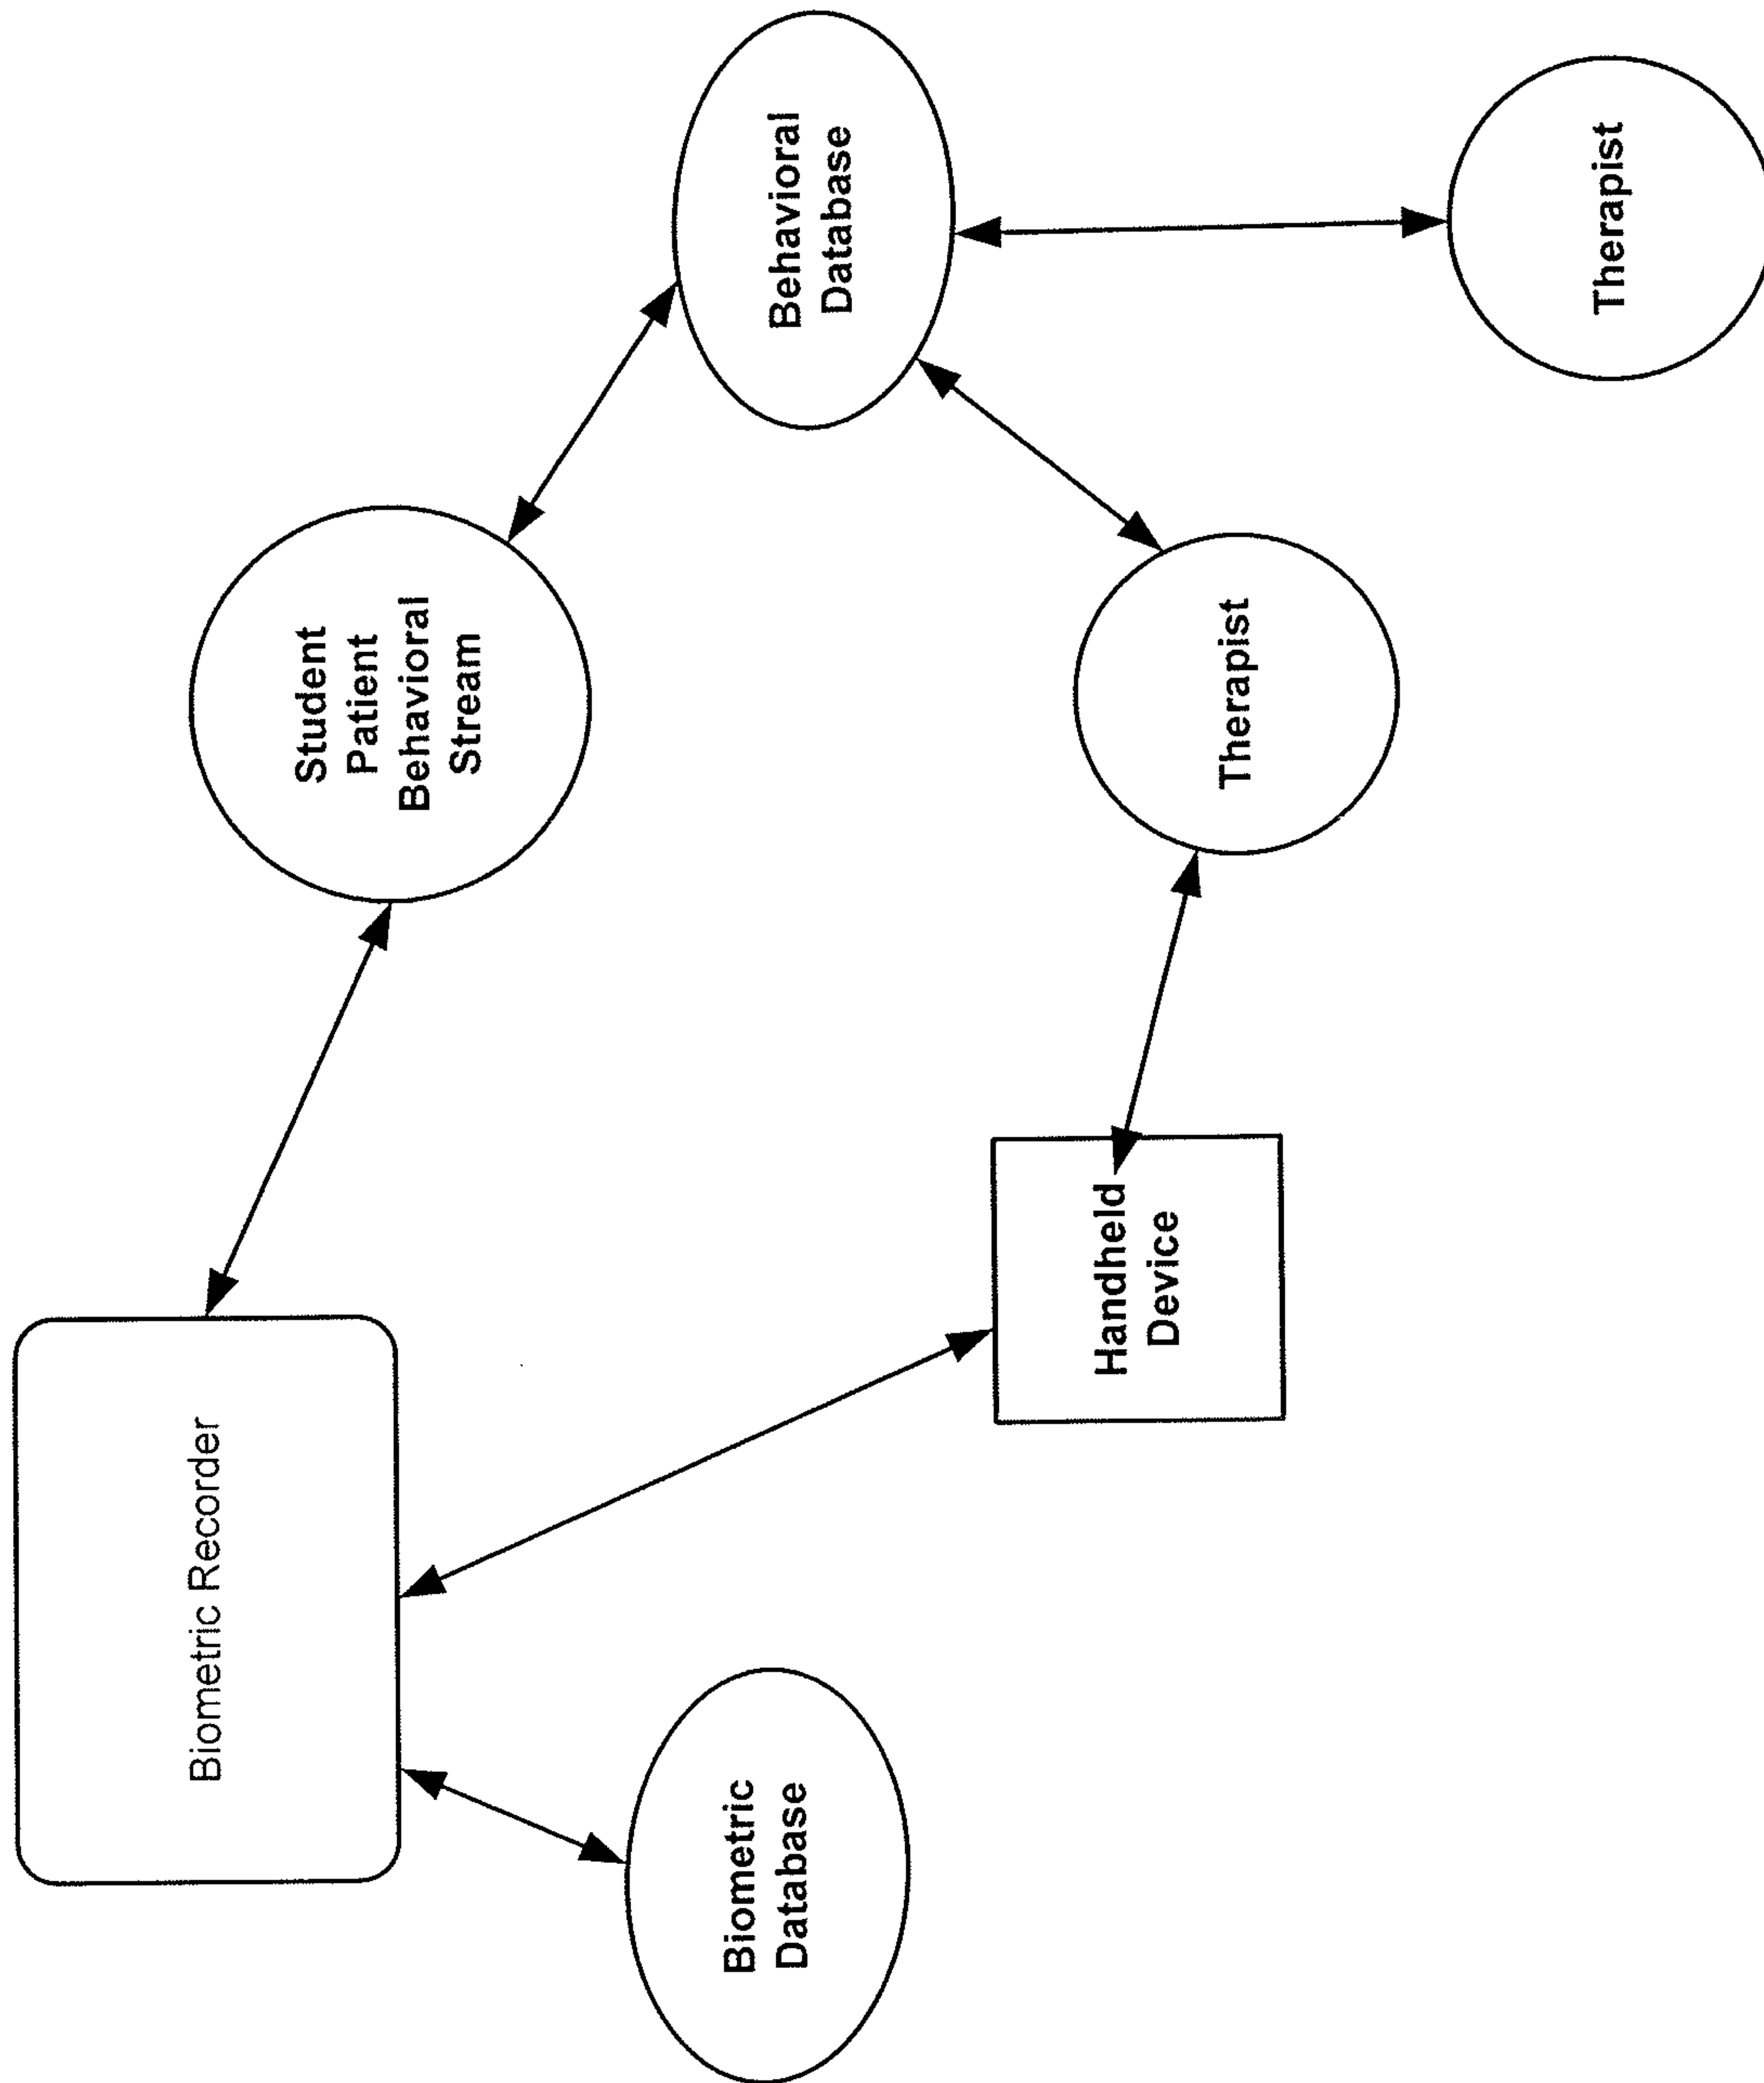 Biometric Recorder
Student
Patient
Behavioral
Stream
Biometric
Database
Behavioral
Database
Handheld
Device
Therapist
Therapist